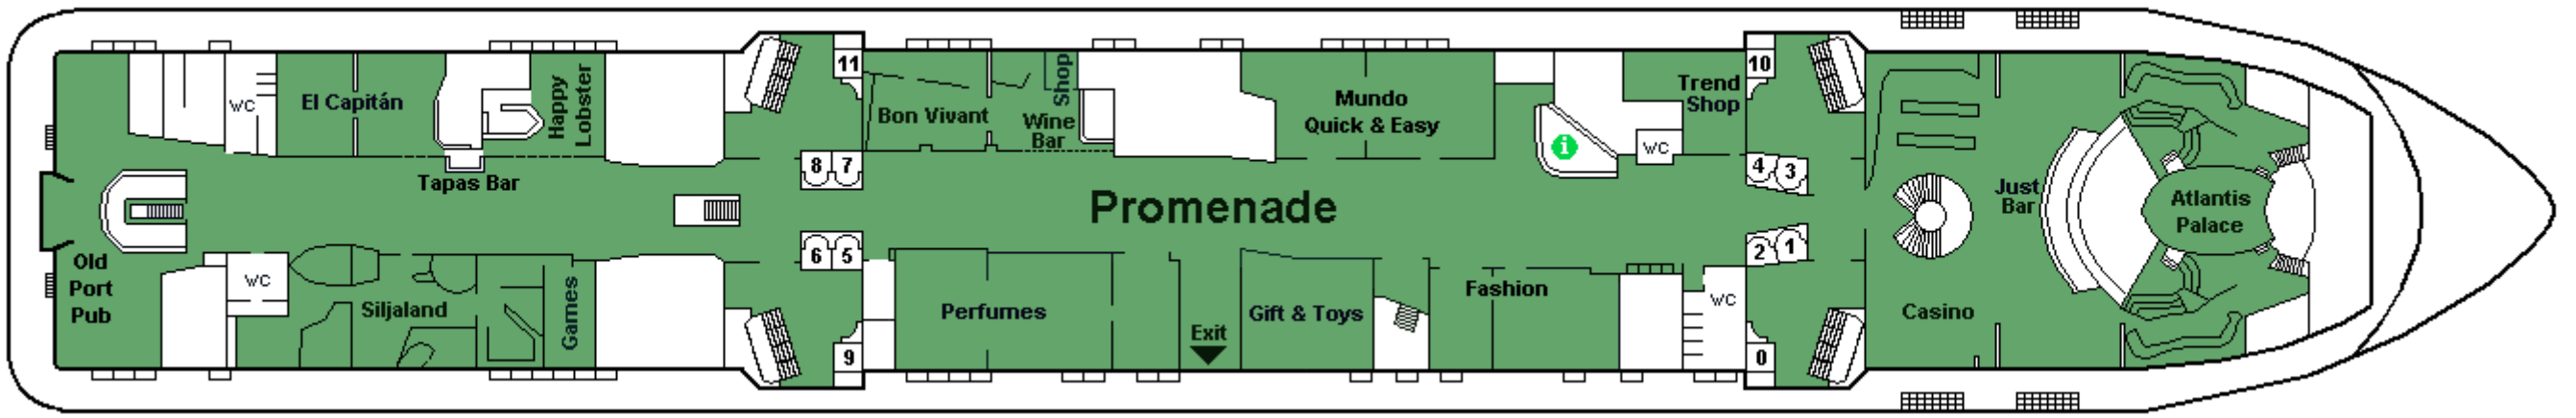 WC
El Capitán
Happy
Lobster
Tapas Bar
11
Bon Vivant
Shop
Wine
Bar
Mundo
Quick & Easy
i
WC
Trend
Shop
10
8 7
4 3
Promenade
Just
Bar
Atlantis
Palace
Old
Port
Pub
WC
Siljaland
Games
6 5
9
Perfumes
Exit
Gift & Toys
Fashion
WC
2 1
0
Casino